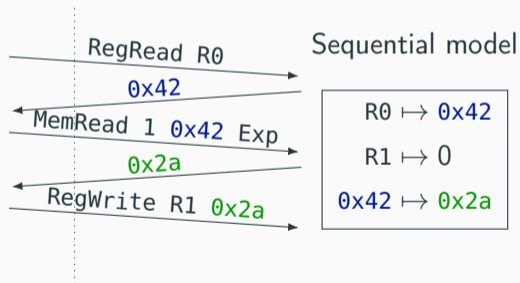 RegRead R0
0x42
MemRead 1 0x42 Exp
0x2a
RegWrite R1 0x2a
Sequential model
R0 ↦ 0x42
R1 ↦ 0
0x42 ↦ 0x2a